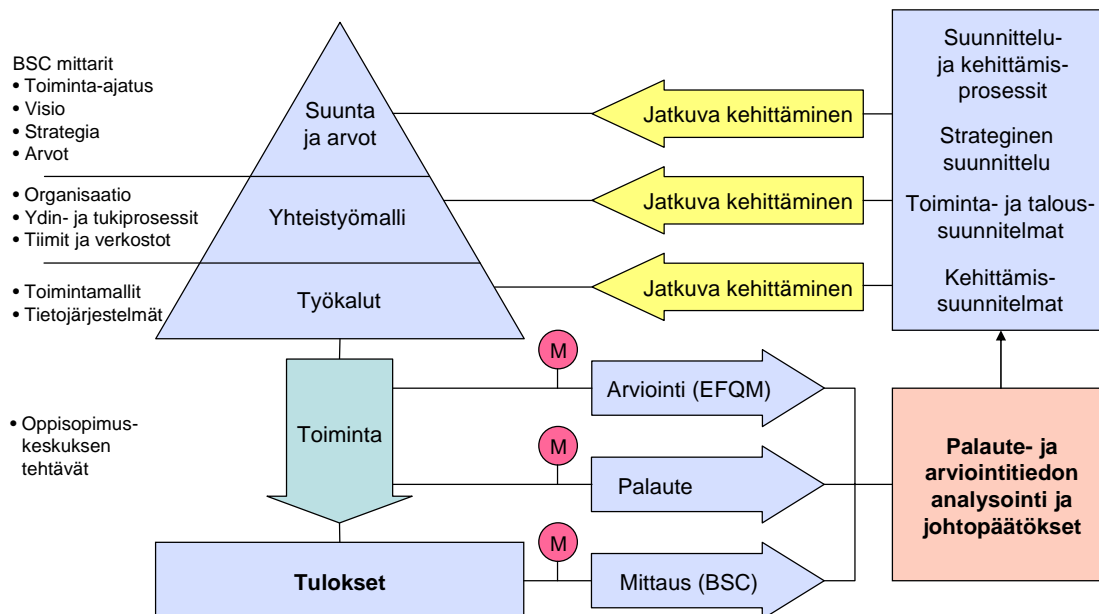 BSC mittarit
• Toiminta-ajatus
• Visio
• Strategia
• Arvot
• Organisaatio
• Ydin- ja tukiprosessit
• Tiimit ja verkostot
• Toimintamallit
• Tietojärjestelmät
• Oppisopimus-
keskuksen
tehtävät
Suunta
ja arvot
Yhteistyömalli
Työkalut
Toiminta
Tulokset
Jatkuva kehittäminen
Jatkuva kehittäminen
Jatkuva kehittäminen
M
Arviointi (EFQM)
M
Palaute
M
Mittaus (BSC)
Suunnittelu-
ja kehittämis-
prosessit
Strateginen
suunnittelu
Toiminta- ja talous-
suunnitelmat
Kehittämis-
suunnitelmat
Palaute- ja
arviointitiedon
analysointi ja
johtopäätökset